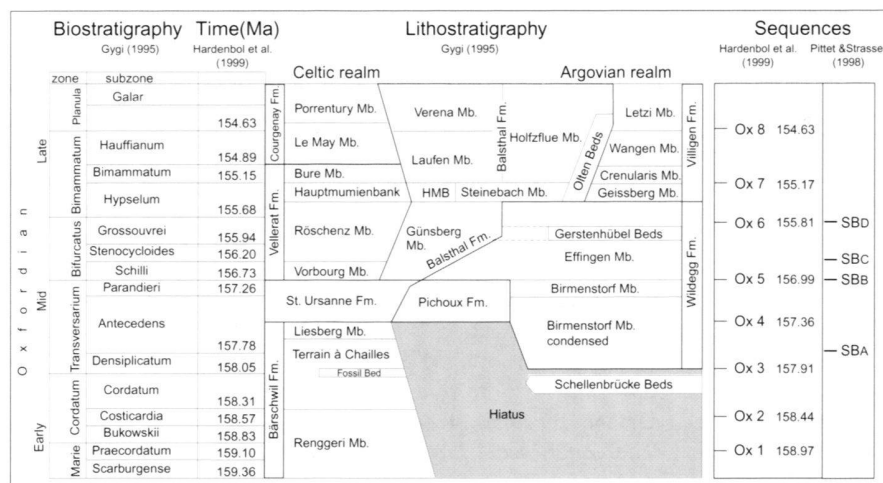 Biostratigraphy Time(Ma) Lithostratigraphy Sequences
Gygi (1995) Hardenbol et al. (1999) Gygi (1995) Hardenbol et al. (1999) Pittet &Strasser (1998)
zone subzone Celtic realm Argovian realm
Oxfordian
Late
Mid
Early
Planula
Bimammatum
Bifurcatus
Transversarium
Cordatum
Marie
Galar
154.63
Hauffianum
154.89
Bimammatum 155.15
Hypselum
155.68
Grossouvrei 155.94
Stenocycloides 156.20
Schilli 156.73
Parandieri 157.26
Antecedens
157.78
Densiplicatum 158.05
Cordatum
158.31
Costicardia 158.57
Bukowskii 158.83
Praecordatum 159.10
Scarburgense 159.36
Courgenay Fm.
Vellerat Fm.
Bärschwil Fm.
Porrentury Mb.
Le May Mb.
Bure Mb.
Hauptmumienbank
Röschenz Mb.
Vorbourg Mb.
St. Ursanne Fm.
Liesberg Mb.
Terrain à Chailles
Fossil Bed
Renggeri Mb.
Verena Mb.
Laufen Mb.
HMB
Steinebach Mb.
Günsberg Mb.
Balsthal Fm.
Pichoux Fm.
Balsthal Fm.
Holfzflue Mb.
Olten Beds
Letzi Mb.
Wangen Mb.
Crenularis Mb.
Geissberg Mb.
Villigen Fm.
Gerstenhübel Beds
Effingen Mb.
Birmenstorf Mb.
Birmenstorf Mb. condensed
Wildegg Fm.
Schellenbrücke Beds
Hiatus
Ox 8 154.63
Ox 7 155.17
Ox 6 155.81 SBD
SBC
Ox 5 156.99 SBB
Ox 4 157.36
SBA
Ox 3 157.91
Ox 2 158.44
Ox 1 158.97